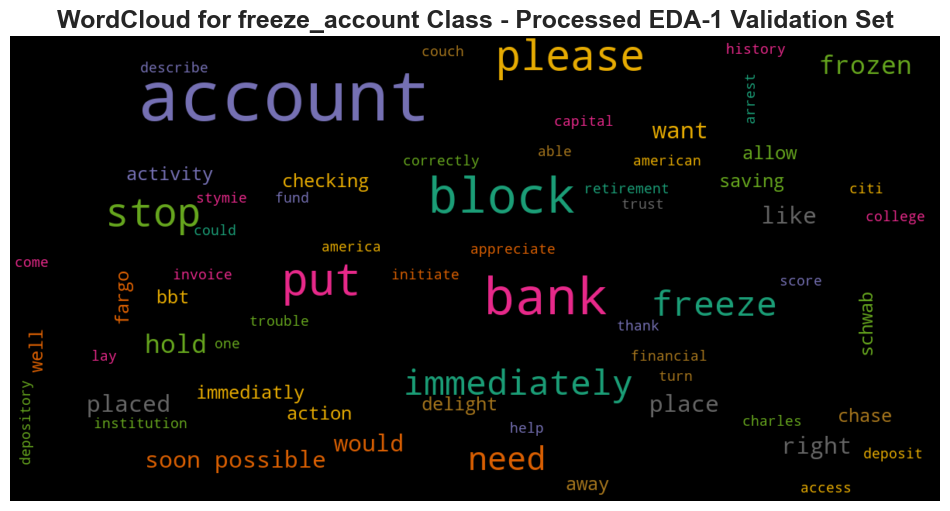 WordCloud for freeze_account Class - Processed EDA-1 Validation Set
couch
please
history
describe
frozen
account
arrest
capital
want
correctly
able
american
allow
activity
checking
block
retirement
saving
citi
stymie
fund
trust
stop
like
college
could
america
appreciate
come
invoice
put
initiate
bank
freeze
score
fargo
bbt
schwab
trouble
thank
well
hold
one
lay
financial
immediately
turn
depository
placed
immediatly
action
delight
place
chase
institution
help
charles
would
right
deposit
soon possible
need
away
access